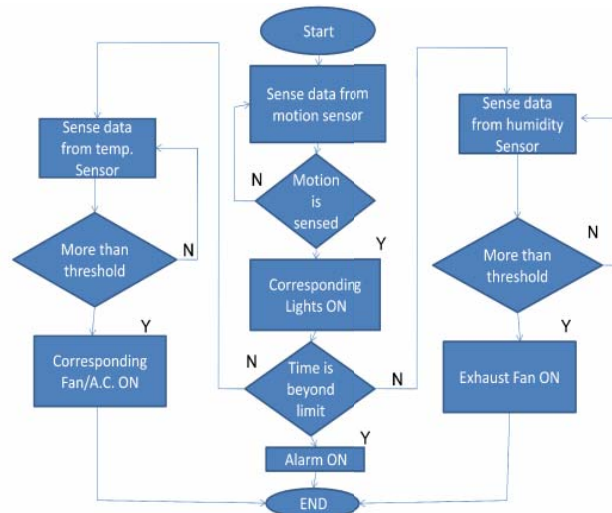 Start
Sense data from
motion sensor
N
Motion
is
sensed
Y
Corresponding
Lights ON
N
Time is
beyond
limit
N
Y
Alarm ON
END
Sense data
from temp.
Sensor
More than
threshold
N
Y
Corresponding
Fan/A.C. ON
Sense data
from humidity
Sensor
More than
threshold
N
Y
Exhaust Fan ON